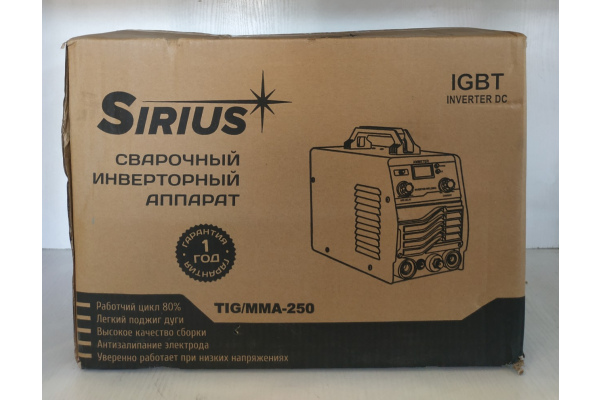 SIRIUS
IGBT
INVERTER DC
СВАРОЧНЫЙ
ИНВЕРТОРНЫЙ
АППАРАТ
ГАРАНТИЯ
1
ГОД
ГАРАНТИЯ
TIG/MMA-250
Работчий цикл 80%
Легкий поджиг дуги
Высокое качество сборки
Антизалипание электрода
Уверенно работает при низких напряжениях